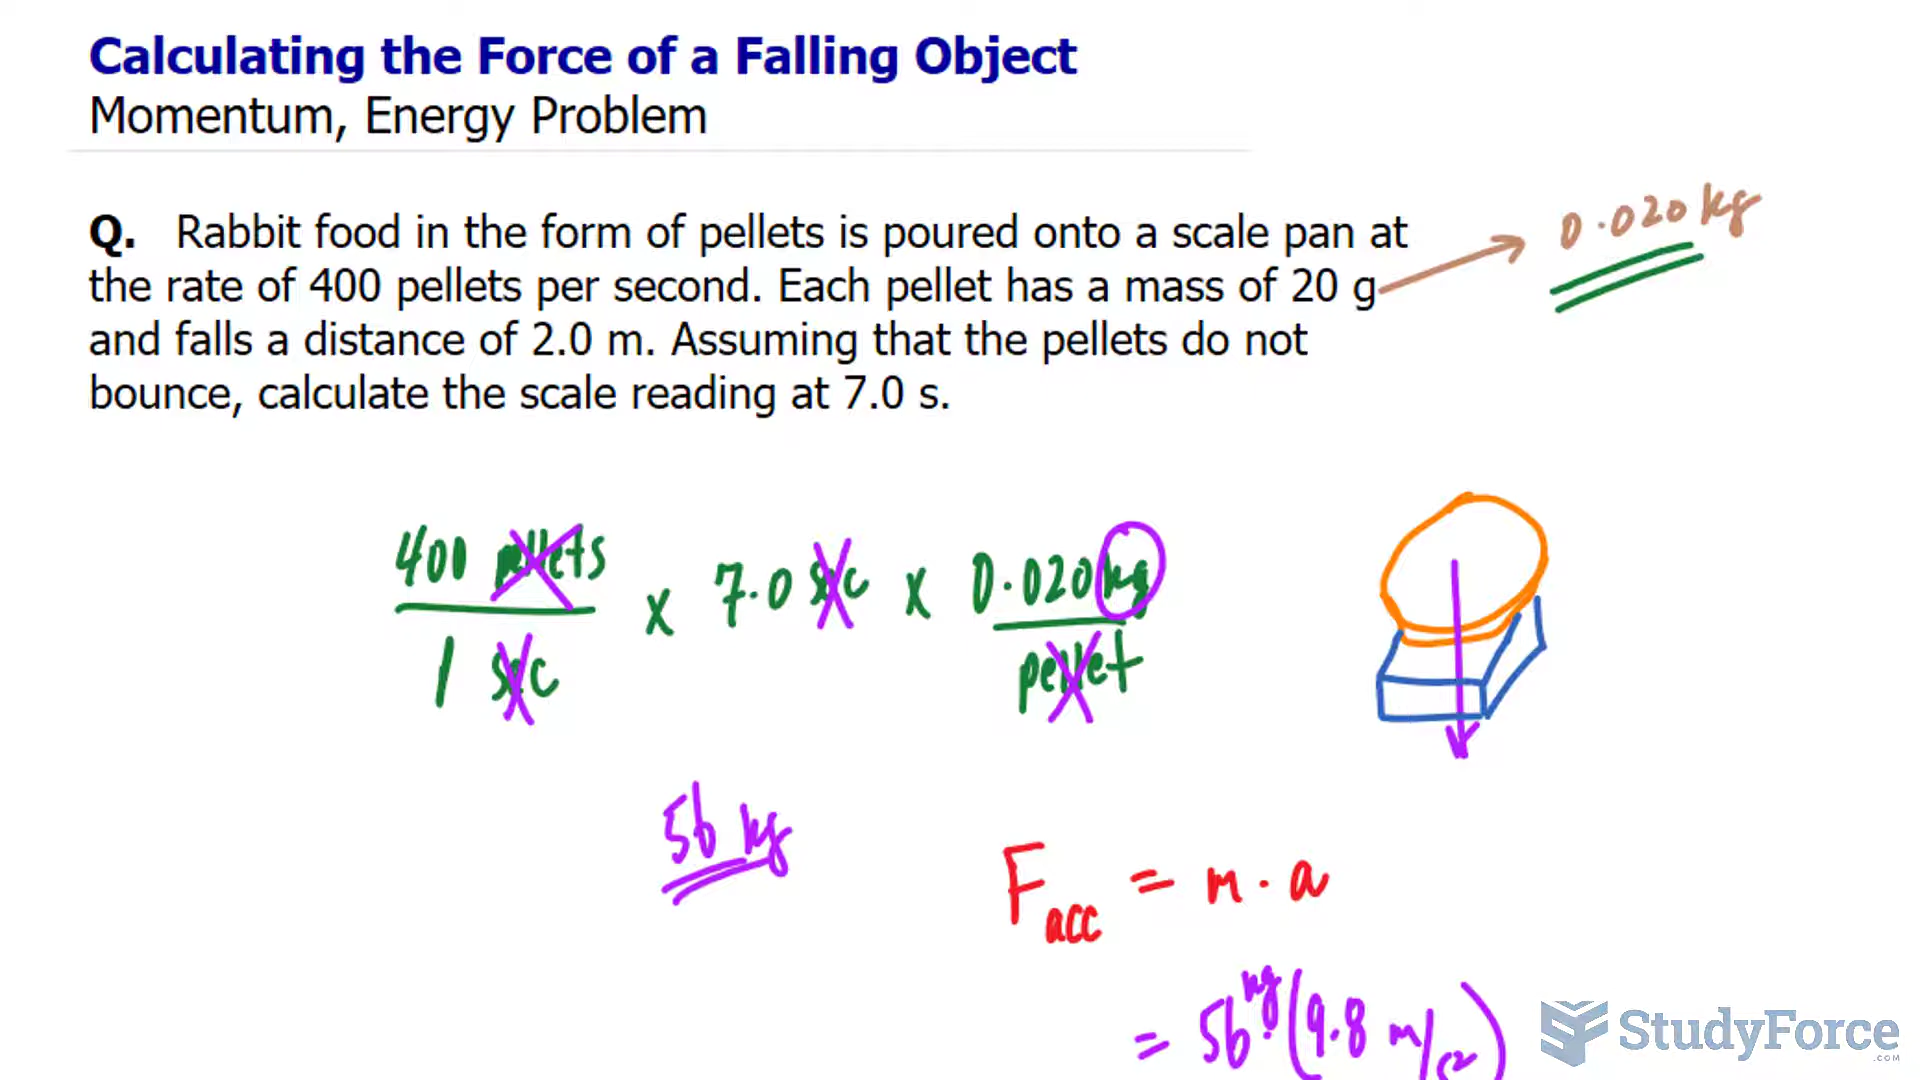 Calculating the Force of a Falling Object
Momentum, Energy Problem
Q. Rabbit food in the form of pellets is poured onto a scale pan at
the rate of 400 pellets per second. Each pellet has a mass of 20 g
and falls a distance of 2.0 m. Assuming that the pellets do not
bounce, calculate the scale reading at 7.0 s.
0.020 kg
400 pellets
1 sec
x 7.0 sec x
0.020 kg
pellet
56 kg
Facc = m · a
= 56 kg (9.8 m/s2)
StudyForce
.COM